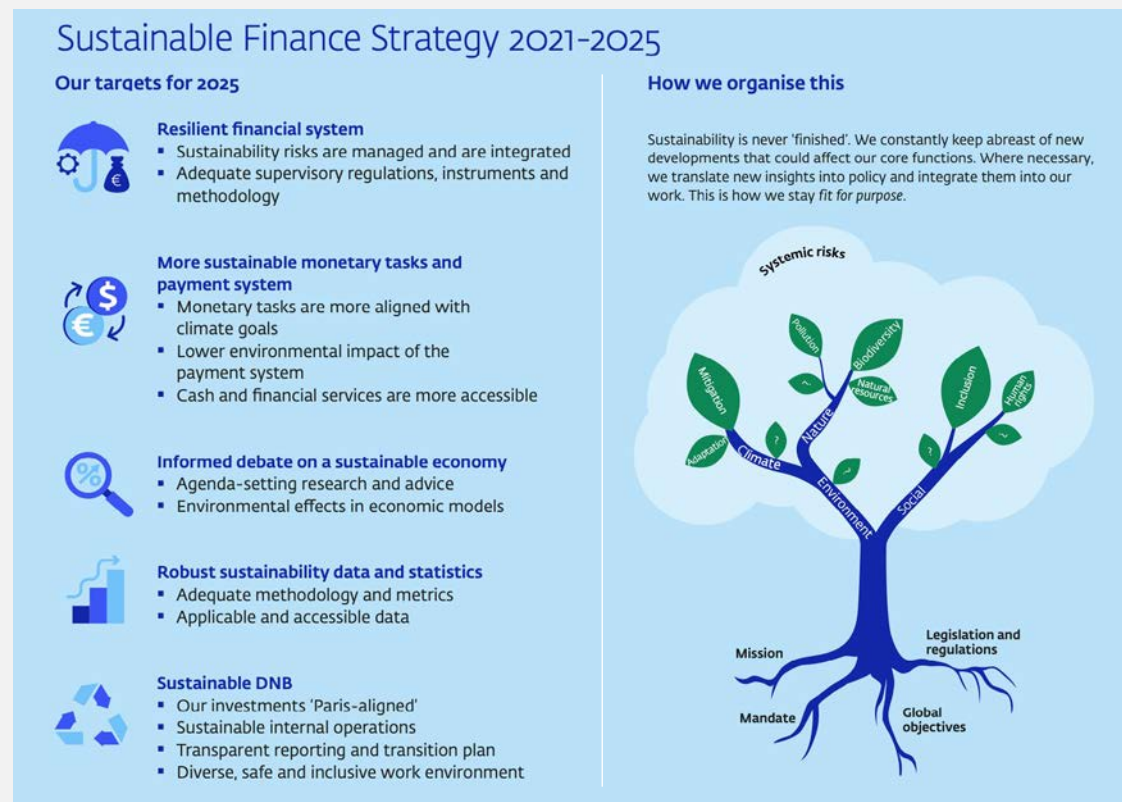 Sustainable Finance Strategy 2021-2025
Our targets for 2025
Resilient financial system
▪ Sustainability risks are managed and are integrated
▪ Adequate supervisory regulations, instruments and
methodology
€
More sustainable monetary tasks and
payment system
▪ Monetary tasks are more aligned with
climate goals
▪ Lower environmental impact of the
payment system
▪ Cash and financial services are more accessible
$
€
Informed debate on a sustainable economy
▪ Agenda-setting research and advice
▪ Environmental effects in economic models
%
Robust sustainability data and statistics
▪ Adequate methodology and metrics
▪ Applicable and accessible data
Sustainable DNB
▪ Our investments 'Paris-aligned'
▪ Sustainable internal operations
▪ Transparent reporting and transition plan
▪ Diverse, safe and inclusive work environment
How we organise this
Sustainability is never 'finished'. We constantly keep abreast of new
developments that could affect our core functions. Where necessary,
we translate new insights into policy and integrate them into our
work. This is how we stay fit for purpose.
Systemic risks
Pollution
Biodiversity
Mitigation
?
Natural
resources
Inclusion
Human
rights
Adaptation
?
Nature
?
?
Climate
?
Environment
Social
Mission
Legislation and
regulations
Mandate
Global
objectives